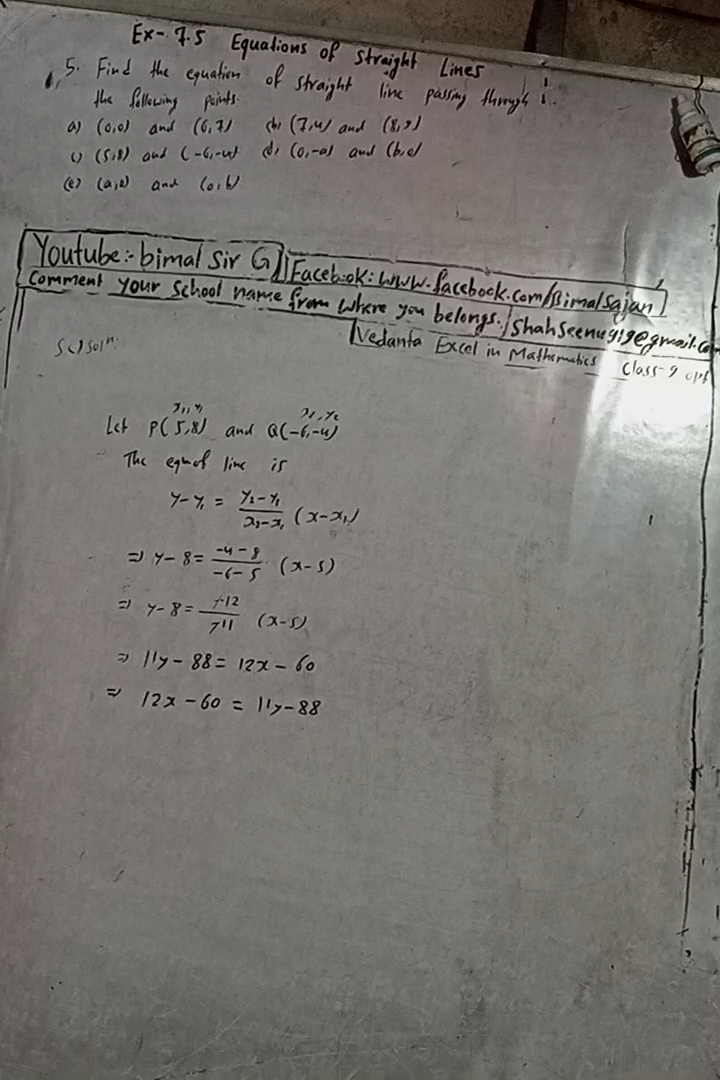 Ex- 7.5 Equations of Straight Lines
5. Find the equation of straight line passing through
the following points.
a) (0,0) and (6,7) (b) (7,4) and (8,9)
c) (5,8) and (-6,-4) d) (0,-a) and (b,0)
(e) (a,0) and (0,b)
Youtube:- bimal sir G Facebook: www.facebook.com/Bimalsajan
Comment your School name from where you belongs. Shahseenu919@gmail.com
Vedanta Excel in Mathematics Class-9 opt
5c) Solⁿ:
x₁, y₁ x₂, y₂
Let P(5,8) and Q(-6,-4)
The eqn of line is
y-y₁ = y₂-y₁/x₂-x₁ (x-x₁)
⇒ y-8 = -4-8/-6-5 (x-5)
⇒ y-8 = -12/-11 (x-5)
⇒ 11y-88 = 12x-60
⇒ 12x-60 = 11y-88